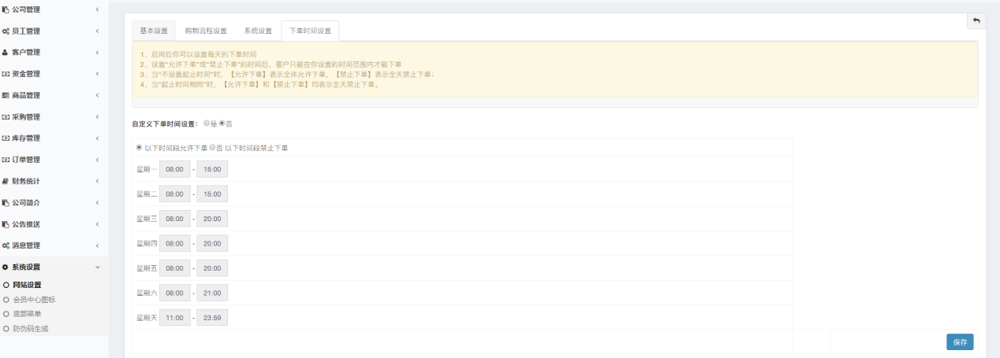 公司管理
员工管理
客户管理
资金管理
商品管理
采购管理
库存管理
订单管理
财务统计
公司简介
公告推送
消息管理
系统设置
网站设置
会员中心图标
底部菜单
防伪码生成
基本设置 购物流程设置 系统设置 下单时间设置
1、启用后你可以设置每天的下单时间
2、设置“允许下单”或“禁止下单”的时间后，客户只能在你设置的时间范围内才能下单
3、当“不设置起止时间”时，【允许下单】表示全体允许下单，【禁止下单】表示全天禁止下单；
4、当“起止时间相同”时，【允许下单】和【禁止下单】均表示全天禁止下单。
自定义下单时间设置： 是 否
以下时间段允许下单 否 以下时间段禁止下单
星期一 08:00 - 15:00
星期二 08:00 - 15:00
星期三 08:00 - 20:00
星期四 08:00 - 20:00
星期五 08:00 - 20:00
星期六 08:00 - 21:00
星期天 11:00 - 23:59
保存